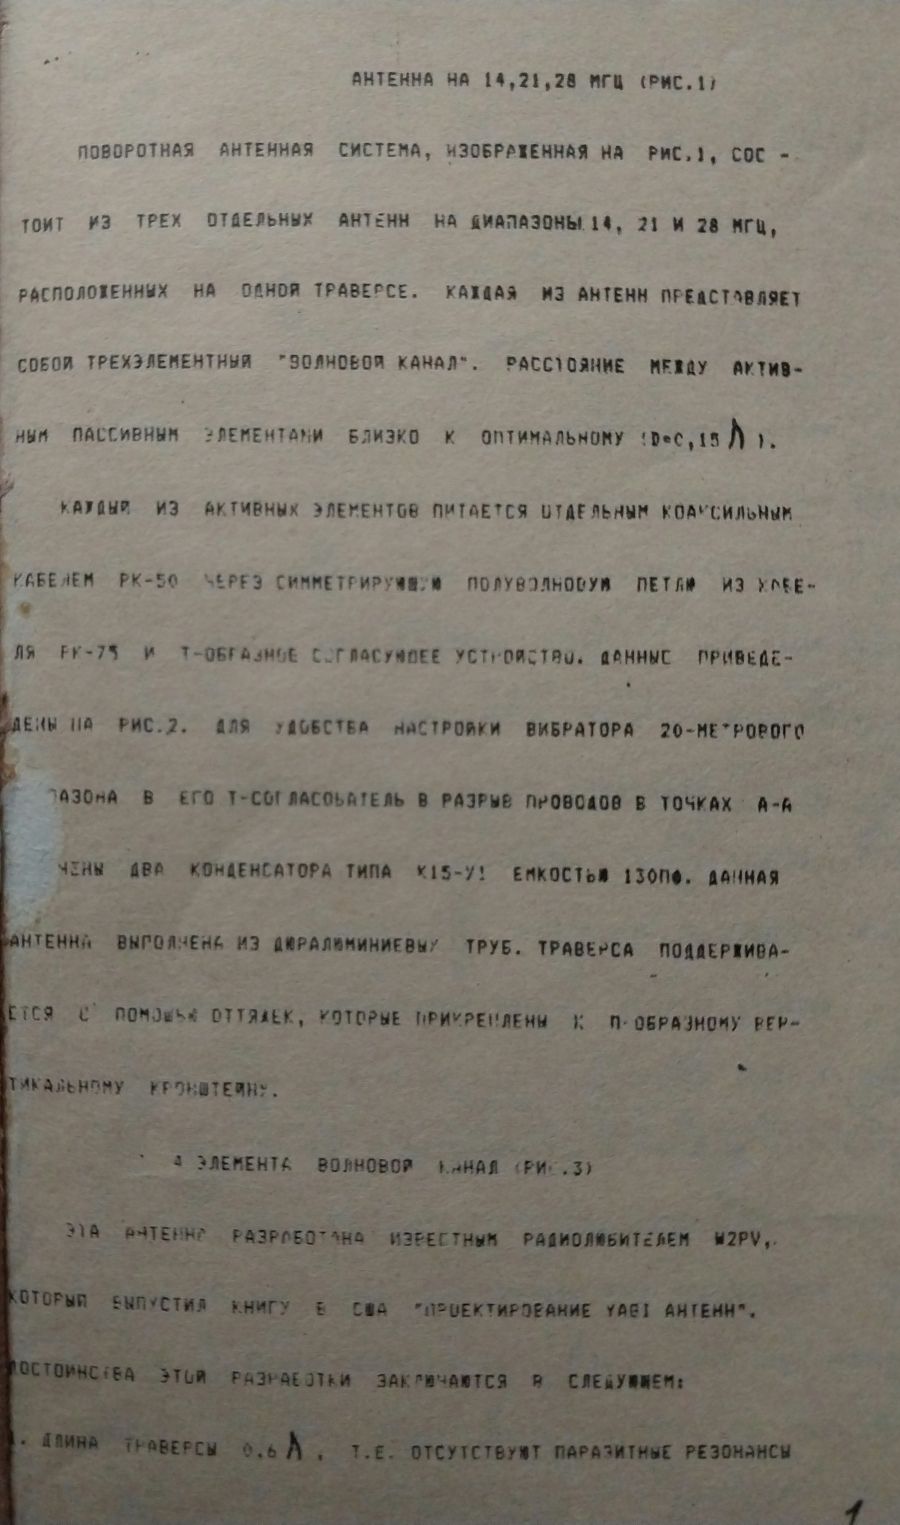 АНТЕННА НА 14,21,28 МГЦ (РИС.1)
ПОВОРОТНАЯ АНТЕННАЯ СИСТЕМА, ИЗОБРАЖЕННАЯ НА РИС.1, СОС -
ТОИТ ИЗ ТРЕХ ОТДЕЛЬНЫХ АНТЕНН НА ДИАПАЗОНЫ 14, 21 И 28 МГЦ,
РАСПОЛОЖЕННЫХ НА ОДНОЙ ТРАВЕРСЕ. КАЖДАЯ ИЗ АНТЕНН ПРЕДСТАВЛЯЕТ
СОБОЙ ТРЕХЭЛЕМЕНТНЫЙ "ВОЛНОВОЙ КАНАЛ". РАССТОЯНИЕ МЕЖДУ АКТИВ-
НЫМ ПАССИВНЫМ ЭЛЕМЕНТАМИ БЛИЗКО К ОПТИМАЛЬНОМУ (D=0,15 Λ ).
КАЖДЫЙ ИЗ АКТИВНЫХ ЭЛЕМЕНТОВ ПИТАЕТСЯ ОТДЕЛЬНЫМ КОАКСИЛЬНЫМ
КАБЕЛЕМ РК-50 ЧЕРЕЗ СИММЕТРИРУЮЩУЮ ПОЛУВОЛНОВУЮ ПЕТЛЮ ИЗ КАБЕ-
ЛЯ РК-75 И Т-ОБРАЗНОЕ СОГЛАСУЮЩЕЕ УСТРОЙСТВО. ДАННЫЕ ПРИВЕДЕ-
ДЕНЫ НА РИС.2. ДЛЯ УДОБСТВА НАСТРОЙКИ ВИБРАТОРА 20-МЕТРОВОГО
АЗОНА В ЕГО Т-СОГЛАСОВАТЕЛЬ В РАЗРЫВ ПРОВОДОВ В ТОЧКАХ А-А
ЧЕНЫ ДВА КОНДЕНСАТОРА ТИПА К15-У1 ЕМКОСТЬЮ 130ПФ. ДАННАЯ
АНТЕННА ВЫПОЛНЕНА ИЗ ДЮРАЛЮМИНИЕВЫХ ТРУБ. ТРАВЕРСА ПОДДЕРЖИВА-
ЕТСЯ С ПОМОЩЬЮ ОТТЯЖЕК, КОТОРЫЕ ПРИКРЕПЛЕНЫ К П-ОБРАЗНОМУ ВЕР-
ТИКАЛЬНОМУ КРОНШТЕЙНУ.
4 ЭЛЕМЕНТА ВОЛНОВОЙ КАНАЛ (РИС.3)
ЭТА АНТЕННА РАЗРАБОТАНА ИЗВЕСТНЫМ РАДИОЛЮБИТЕЛЕМ W2PV,
КОТОРЫЙ ВЫПУСТИЛ КНИГУ В США "ПРОЕКТИРОВАНИЕ YAGI АНТЕНН".
ДОСТОИНСТВА ЭТОЙ РАЗРАБОТКИ ЗАКЛЮЧАЮТСЯ В СЛЕДУЮЩЕМ:
. ДЛИНА ТРАВЕРСЫ 0.6 Λ , Т.Е. ОТСУТСТВУЮТ ПАРАЗИТНЫЕ РЕЗОНАНСЫ
1